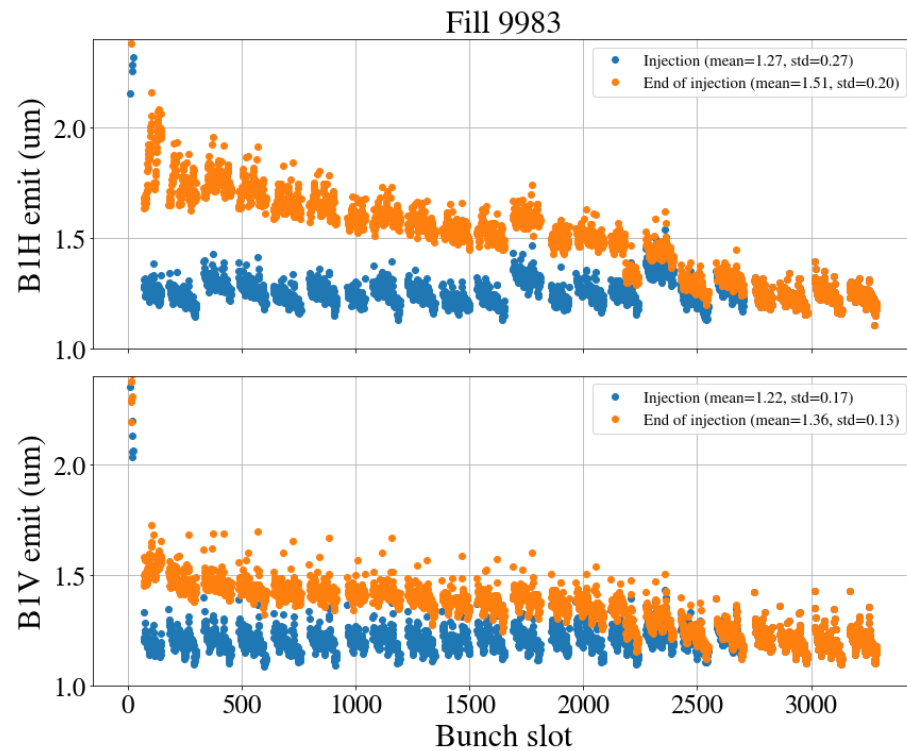 Fill 9983
B1H emit (um)
2.0
1.5
1.0
Injection (mean=1.27, std=0.27)
End of injection (mean=1.51, std=0.20)
B1V emit (um)
2.0
1.5
1.0
Injection (mean=1.22, std=0.17)
End of injection (mean=1.36, std=0.13)
0 500 1000 1500 2000 2500 3000
Bunch slot